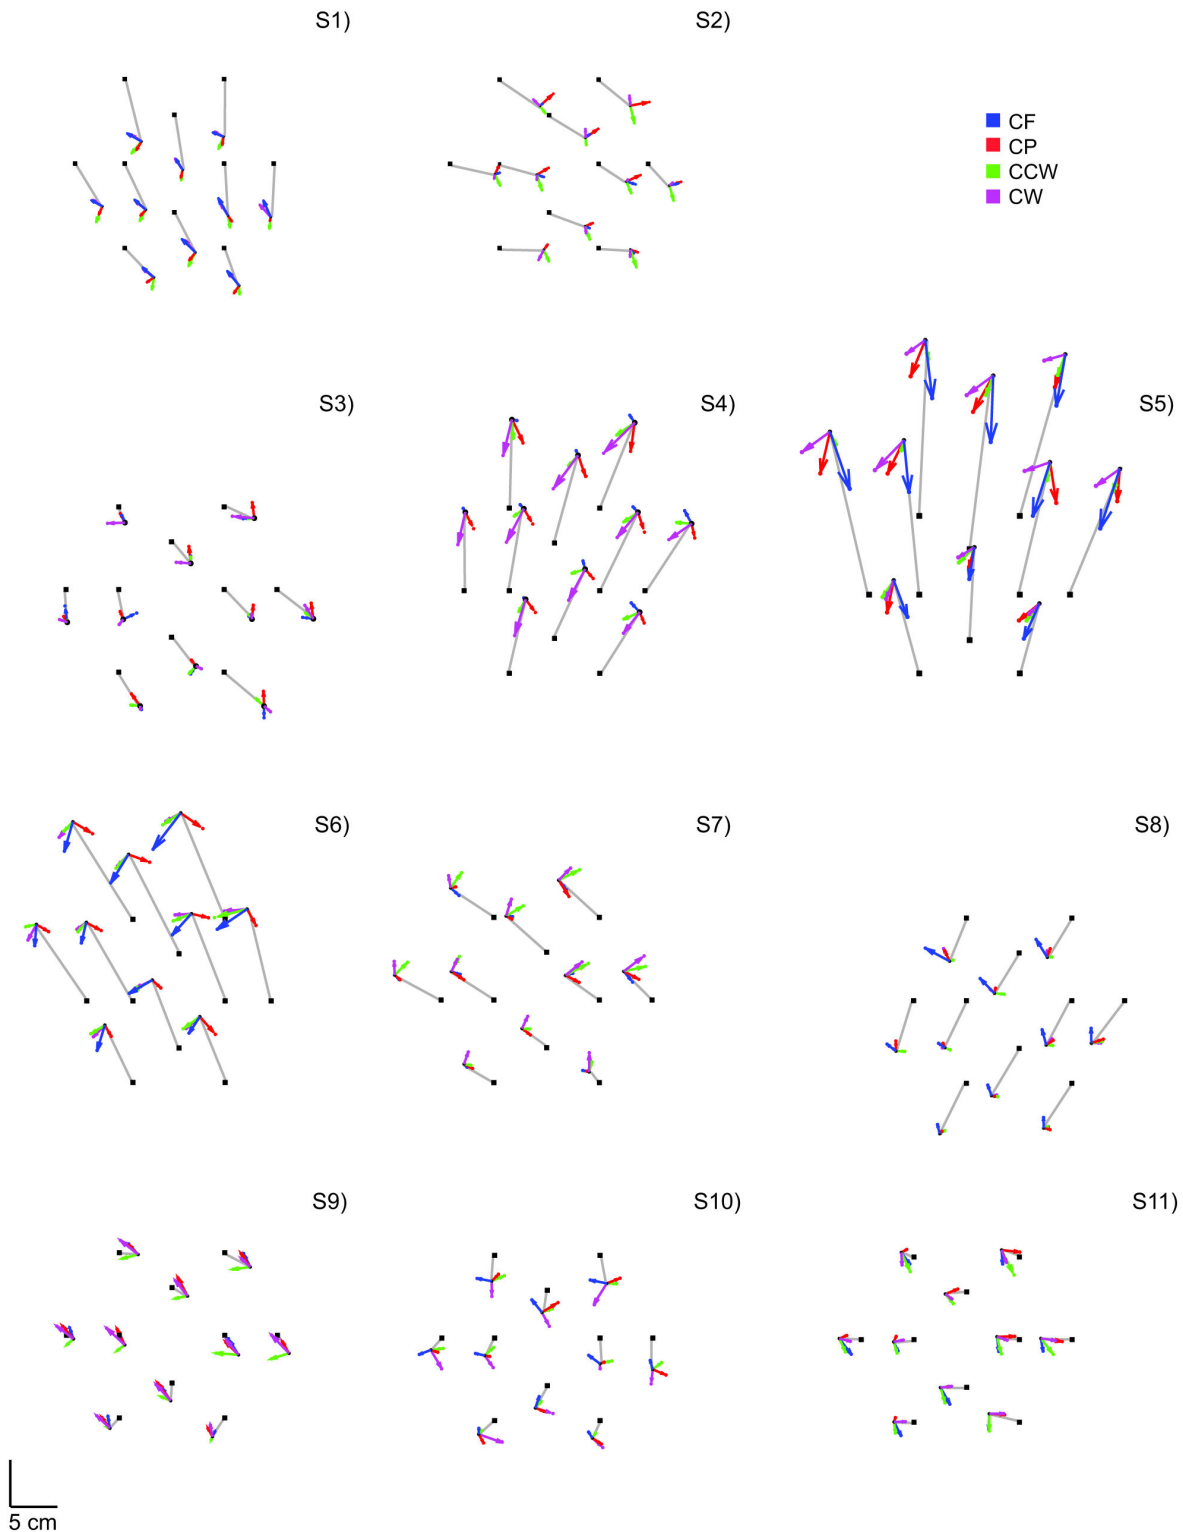 S1)
S2)
CF
CP
CCW
CW
S3)
S4)
S5)
S6)
S7)
S8)
S9)
S10)
S11)
5 cm